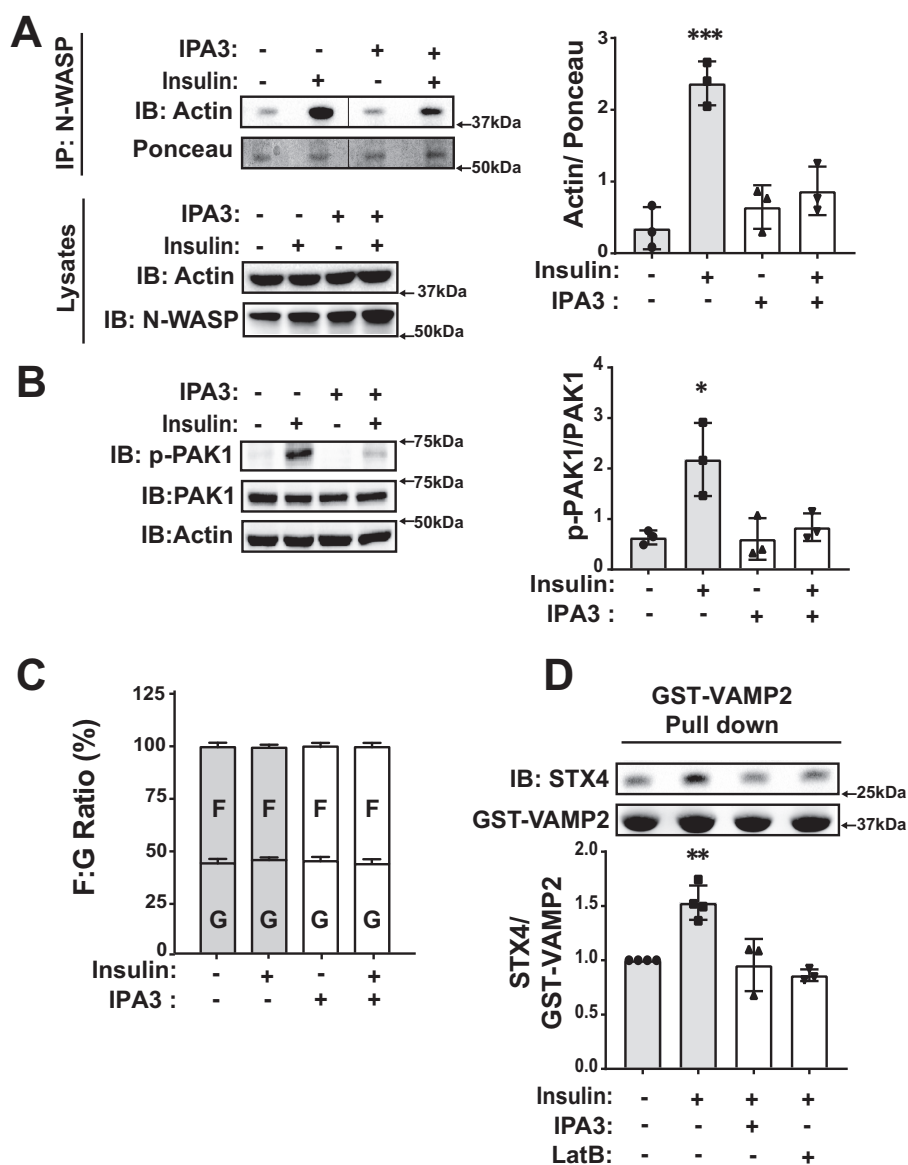 A
IP: N-WASP
IPA3: - - + +
Insulin: - + - +
IB: Actin
←37kDa
Ponceau
←50kDa
Lysates
IPA3: - - + +
Insulin: - + - +
IB: Actin
← 37kDa
IB: N-WASP
←50kDa
Actin/ Ponceau
3
2
1
0
***
Insulin: - + - +
IPA3 : - - + +
B
IPA3: - - + +
Insulin: - + - +
IB: p-PAK1
←75kDa
IB:PAK1
←75kDa
IB:Actin
←50kDa
p-PAK1/PAK1
4
3
2
1
0
*
Insulin: - + - +
IPA3 : - - + +
C
F:G Ratio (%)
125
100
75
50
25
0
F F F F
G G G G
Insulin: - + - +
IPA3 : - - + +
D
GST-VAMP2
Pull down
IB: STX4
←25kDa
GST-VAMP2
←37kDa
STX4/
GST-VAMP2
2.0
1.5
1.0
0.5
0.0
**
Insulin: - + + +
IPA3: - - + -
LatB: - - - +